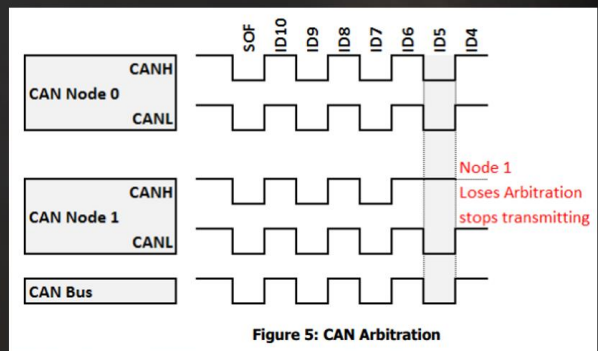 SOF ID10 ID9 ID8 ID7 ID6 ID5 ID4
CANH
CAN Node 0
CANL
CANH
CAN Node 1
CANL
Node 1
Loses Arbitration
stops transmitting
CAN Bus
Figure 5: CAN Arbitration